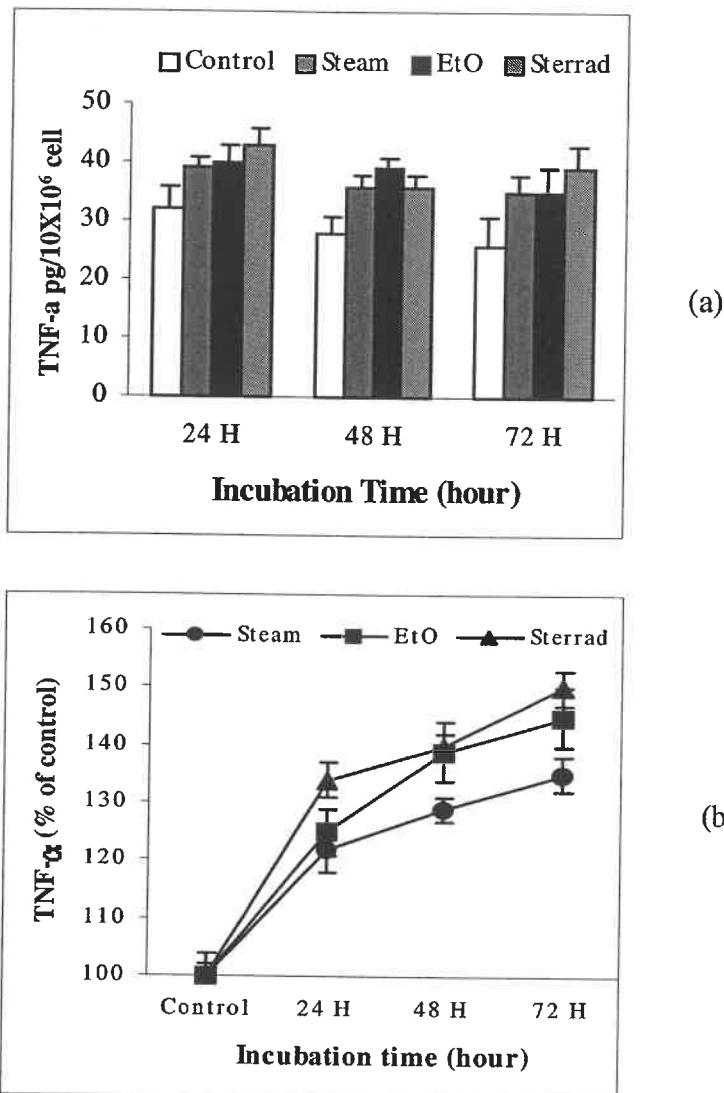 Control Steam EtO Sterrad
50
40
30
20
10
0
TNF-a pg/10X10⁶ cell
24 H 48 H 72 H
Incubation Time (hour)
(a)
160
150
140
130
120
110
100
Steam EtO Sterrad
TNF-α (% of control)
Control 24 H 48 H 72 H
Incubation time (hour)
(b